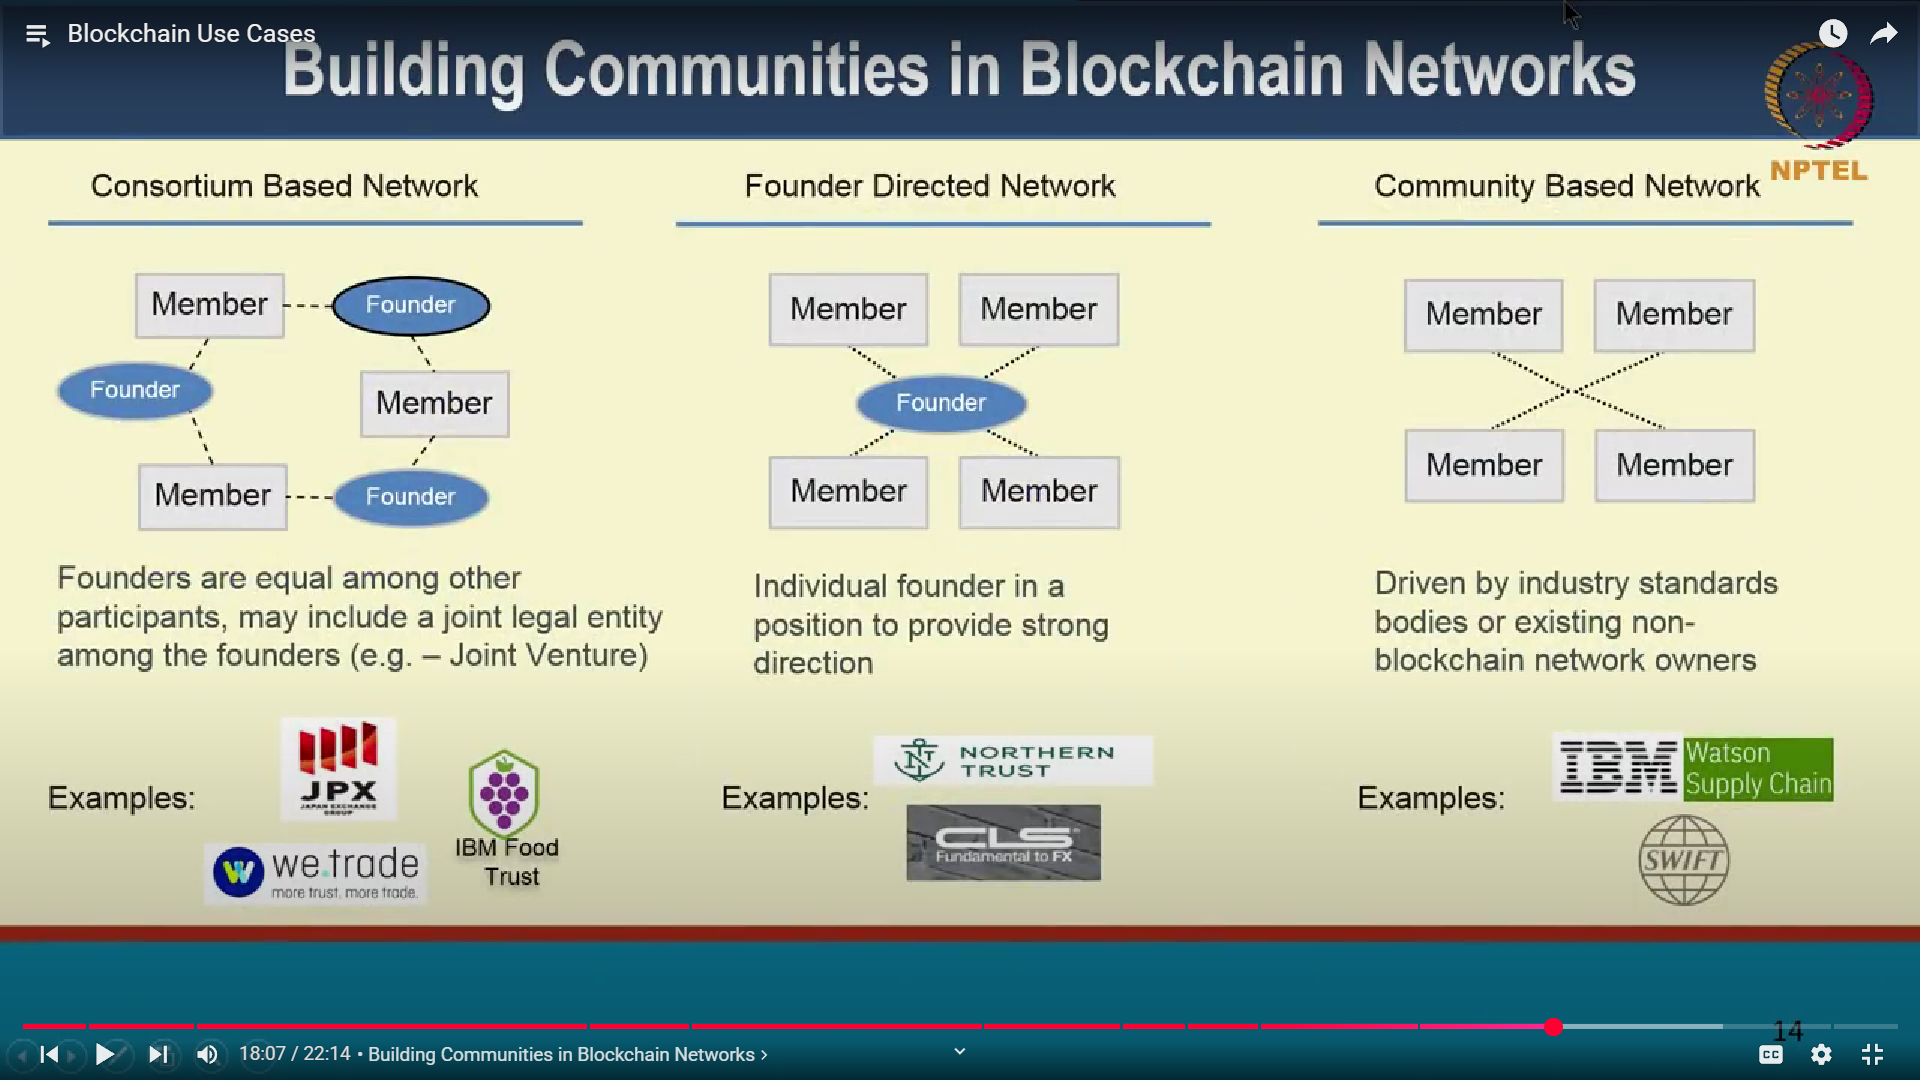 Blockchain Use Cases
Building Communities in Blockchain Networks
NPTEL
Consortium Based Network
Member
Founder
Founder
Member
Member
Founder
Founders are equal among other
participants, may include a joint legal entity
among the founders (e.g. – Joint Venture)
Examples:
JPX
JAPAN EXCHANGE
GROUP
we.trade
more trust. more trade.
IBM Food
Trust
Founder Directed Network
Member
Member
Founder
Member
Member
Individual founder in a
position to provide strong
direction
Examples:
NORTHERN
TRUST
CLS
Fundamental to FX
Community Based Network
Member
Member
Member
Member
Driven by industry standards
bodies or existing non-
blockchain network owners
Examples:
IBM
Watson
Supply Chain
SWIFT
14
18:07 / 22:14 • Building Communities in Blockchain Networks ›
CC